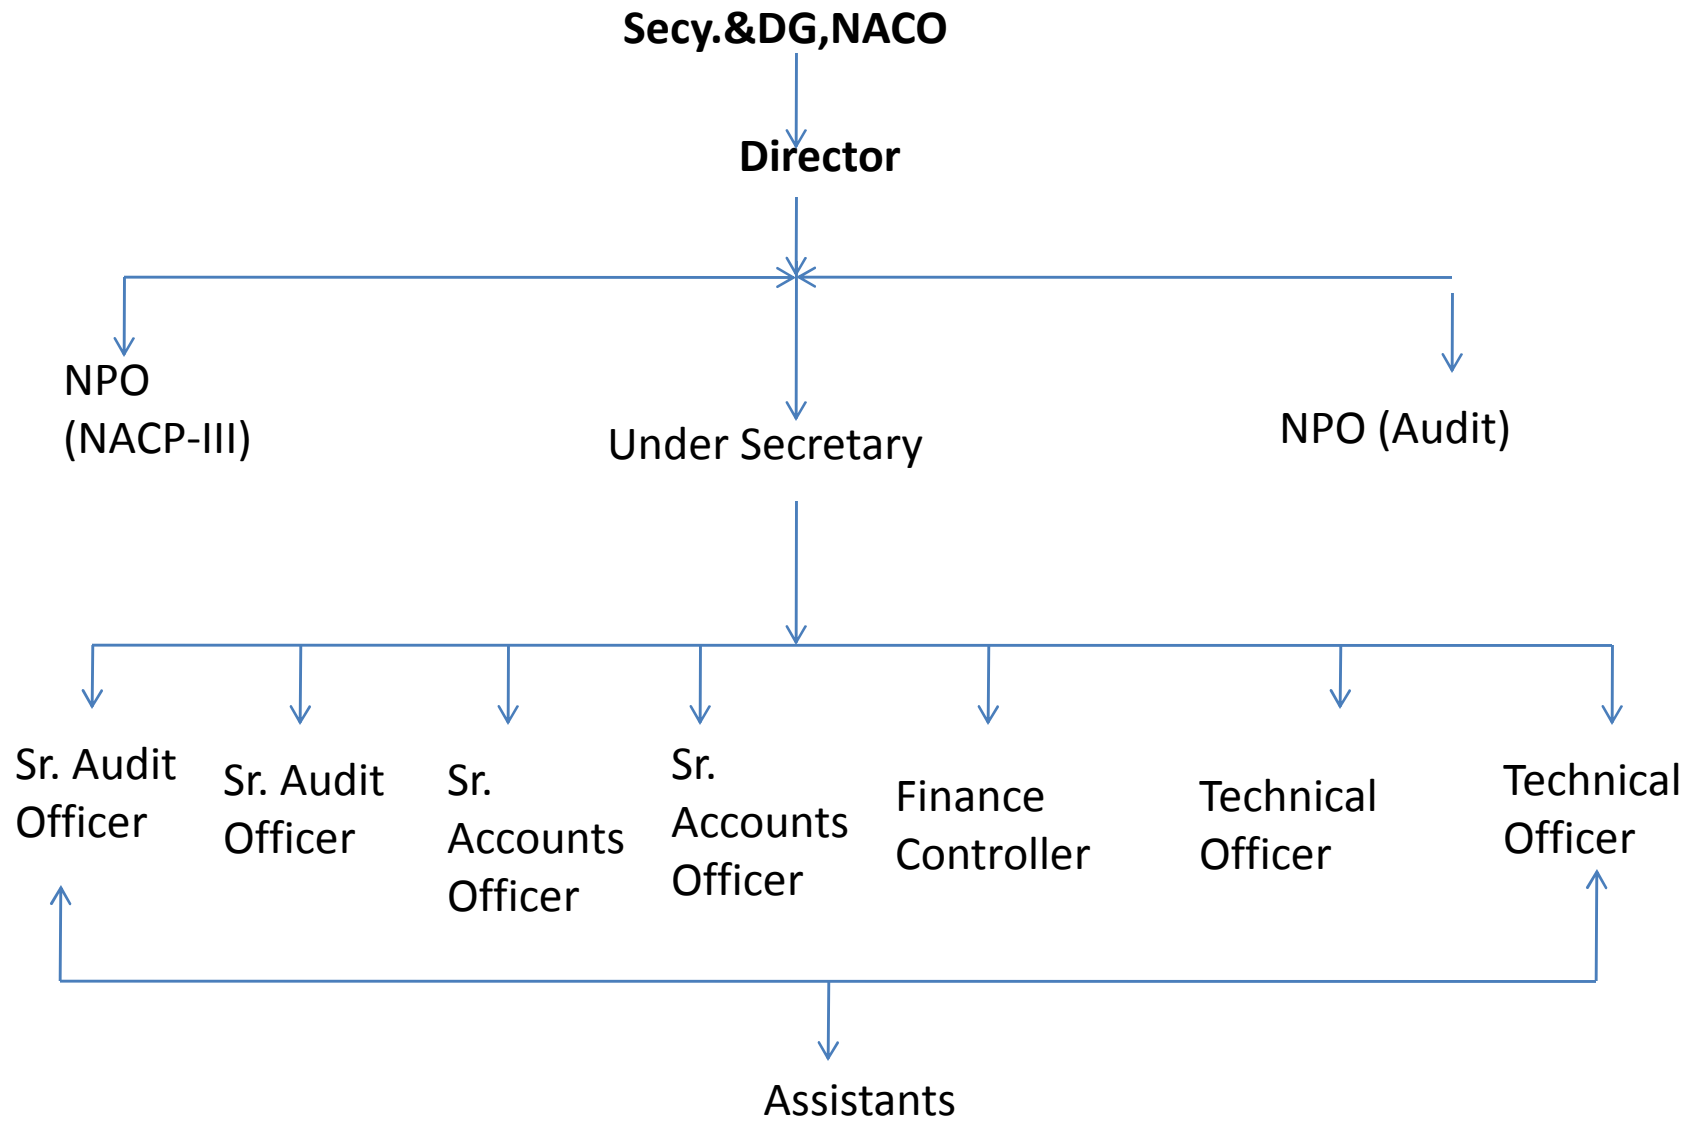 Secy.&DG,NACO
Director
NPO
(NACP-III)
Under Secretary
NPO (Audit)
Sr. Audit
Officer
Sr. Audit
Officer
Sr.
Accounts
Officer
Sr.
Accounts
Officer
Finance
Controller
Technical
Officer
Technical
Officer
Assistants